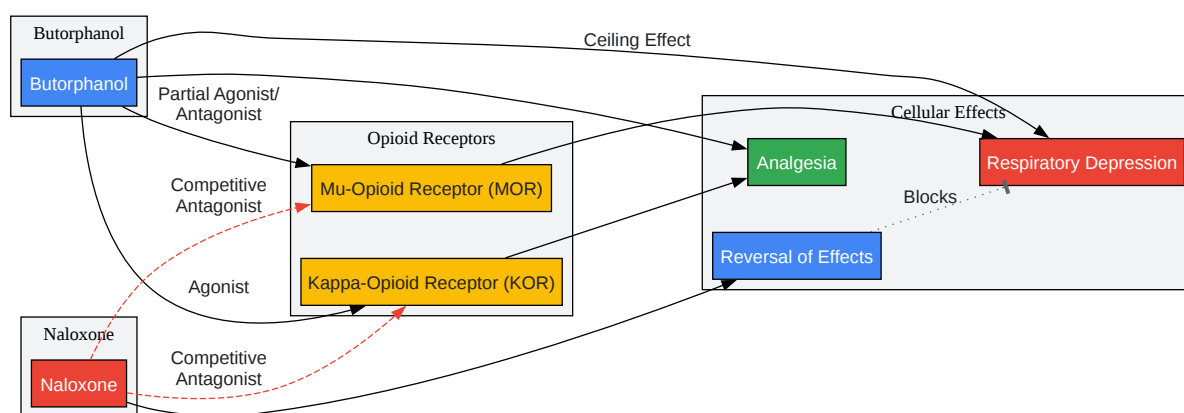 Butorphanol
Butorphanol
Ceiling Effect
Partial Agonist/
Antagonist
Opioid Receptors
Cellular Effects
Analgesia
Respiratory Depression
Mu-Opioid Receptor (MOR)
Competitive
Antagonist
Blocks
Reversal of Effects
Kappa-Opioid Receptor (KOR)
Agonist
Naloxone
Naloxone
Competitive
Antagonist